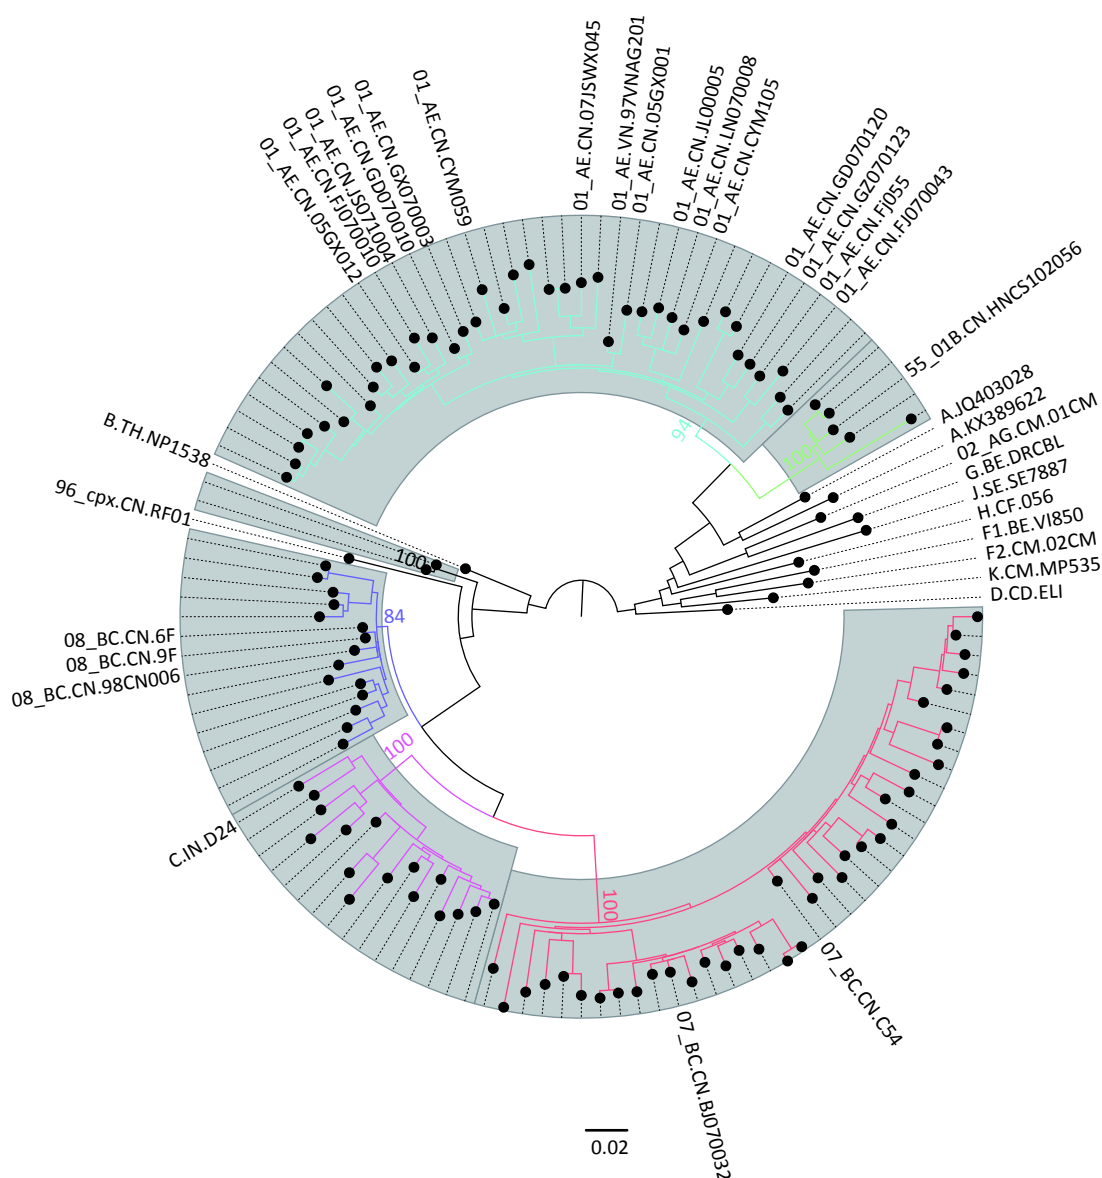 01_AE.CN.05GX012
01_AE.CN.FJ070010
01_AE.CN.JS071004
01_AE.CN.GD070010
01_AE.CN.GX070003
01_AE.CN.CYM059
01_AE.CN.07JSWX045
01_AE.VN.97VNAG201
01_AE.CN.05GX001
01_AE.CN.JL00005
01_AE.CN.LN070008
01_AE.CN.CYM105
01_AE.CN.GD070120
01_AE.CN.GZ070123
01_AE.CN.FJ055
01_AE.CN.FJ070043
55_01B.CN.HNCS102056
A.JQ403028
A.KX389622
02_AG.CM.01CM
G.BE.DRCBL
J.SE.SE7887
H.CF.056
F1.BE.VI850
F2.CM.02CM
K.CM.MP535
D.CD.ELI
B.TH.NP1538
96_cpx.CN.RF01
94
100
100
84
08_BC.CN.6F
08_BC.CN.9F
08_BC.CN.98CN006
100
C.IN.D24
100
07_BC.CN.C54
07_BC.CN.BJ070032
0.02